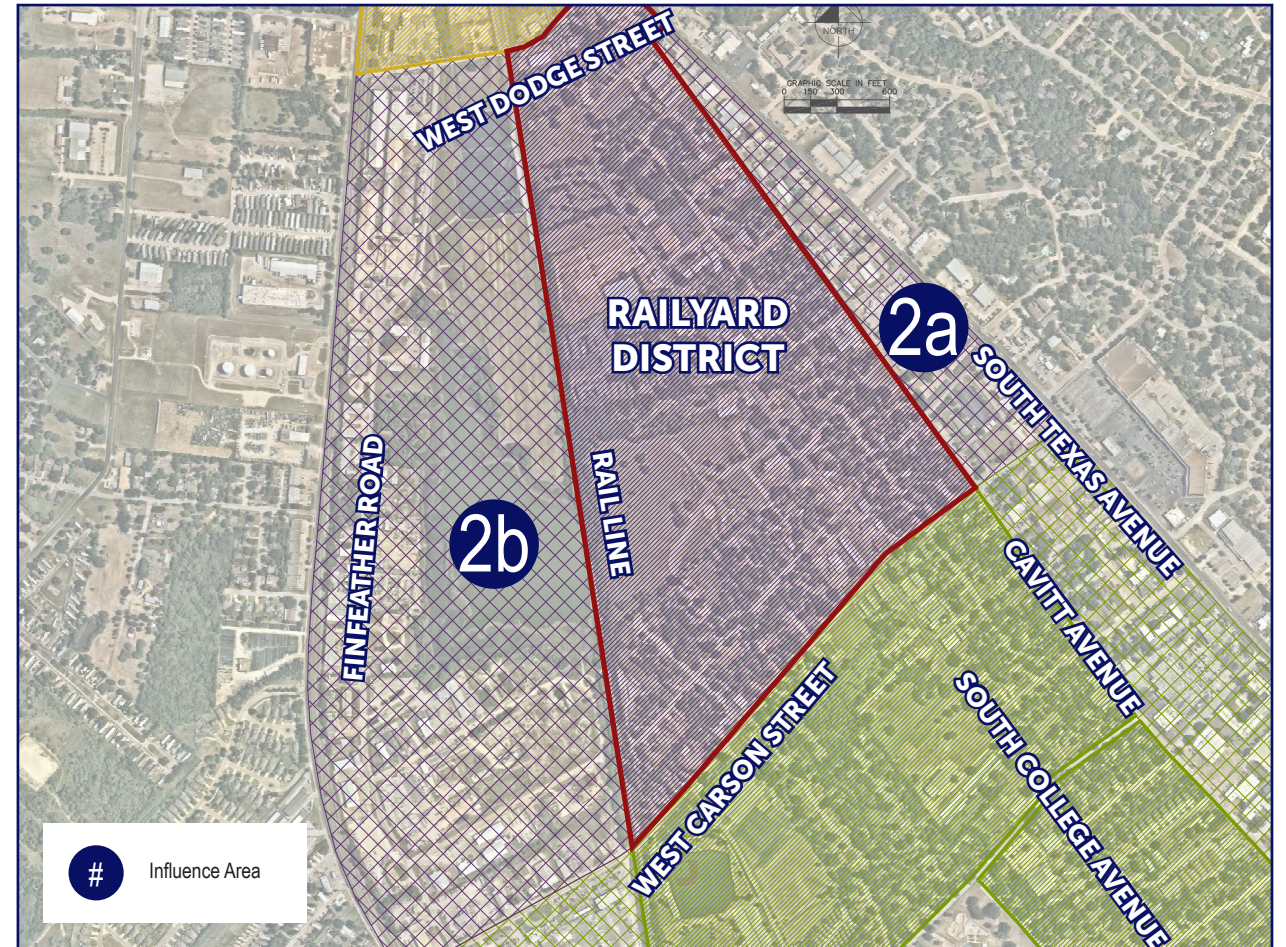 NORTH
GRAPHIC SCALE IN FEET
0 150 300 600
WEST DODGE STREET
RAILYARD
DISTRICT
2a
SOUTH TEXAS AVENUE
RAIL LINE
FINFEATHER ROAD
2b
CAVITT AVENUE
WEST CARSON STREET
SOUTH COLLEGE AVENUE
# Influence Area